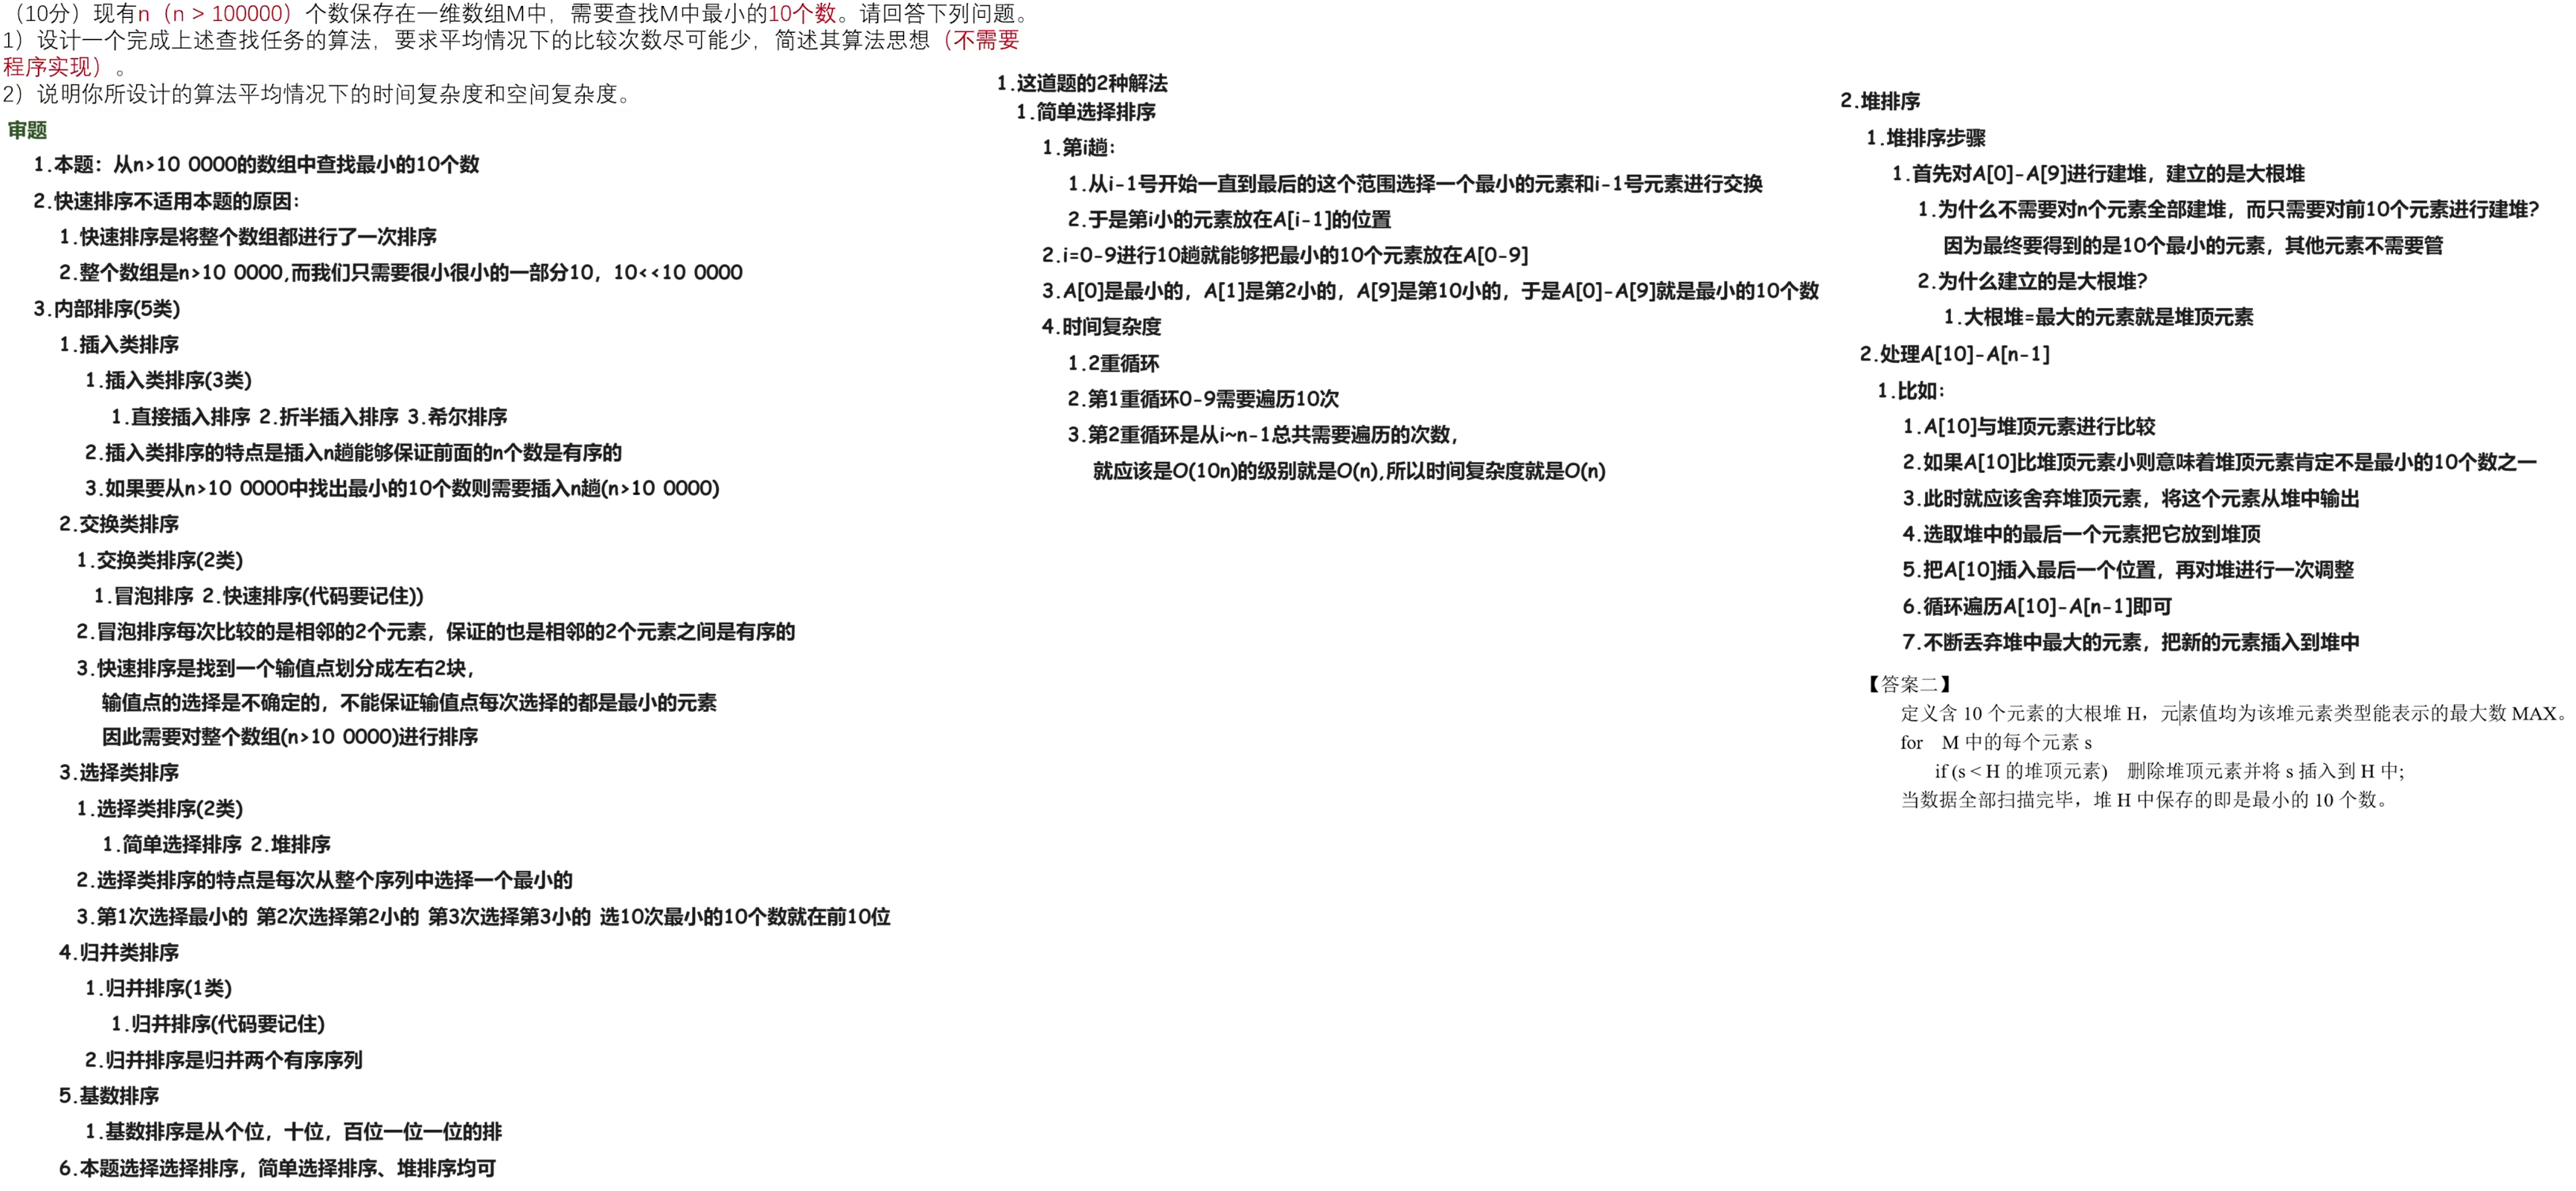 （10分）现有n（n > 100000）个数保存在一维数组M中，需要查找M中最小的10个数。请回答下列问题。
1）设计一个完成上述查找任务的算法，要求平均情况下的比较次数尽可能少，简述其算法思想（不需要
程序实现）。
2）说明你所设计的算法平均情况下的时间复杂度和空间复杂度。
审题
1.本题：从n>10 0000的数组中查找最小的10个数
2.快速排序不适用本题的原因：
1.快速排序是将整个数组都进行了一次排序
2.整个数组是n>10 0000,而我们只需要很小很小的一部分10，10<<10 0000
3.内部排序(5类)
1.插入类排序
1.插入类排序(3类)
1.直接插入排序 2.折半插入排序 3.希尔排序
2.插入类排序的特点是插入n趟能够保证前面的n个数是有序的
3.如果要从n>10 0000中找出最小的10个数则需要插入n趟(n>10 0000)
2.交换类排序
1.交换类排序(2类)
1.冒泡排序 2.快速排序(代码要记住))
2.冒泡排序每次比较的是相邻的2个元素，保证的也是相邻的2个元素之间是有序的
3.快速排序是找到一个输值点划分成左右2块，
输值点的选择是不确定的，不能保证输值点每次选择的都是最小的元素
因此需要对整个数组(n>10 0000)进行排序
3.选择类排序
1.选择类排序(2类)
1.简单选择排序 2.堆排序
2.选择类排序的特点是每次从整个序列中选择一个最小的
3.第1次选择最小的 第2次选择第2小的 第3次选择第3小的 选10次最小的10个数就在前10位
4.归并类排序
1.归并排序(1类)
1.归并排序(代码要记住)
2.归并排序是归并两个有序序列
5.基数排序
1.基数排序是从个位，十位，百位一位一位的排
6.本题选择选择排序，简单选择排序、堆排序均可
1.这道题的2种解法
1.简单选择排序
1.第i趟：
1.从i-1号开始一直到最后的这个范围选择一个最小的元素和i-1号元素进行交换
2.于是第i小的元素放在A[i-1]的位置
2.i=0-9进行10趟就能够把最小的10个元素放在A[0-9]
3.A[0]是最小的，A[1]是第2小的，A[9]是第10小的，于是A[0]-A[9]就是最小的10个数
4.时间复杂度
1.2重循环
2.第1重循环0-9需要遍历10次
3.第2重循环是从i~n-1总共需要遍历的次数，
就应该是O(10n)的级别就是O(n),所以时间复杂度就是O(n)
2.堆排序
1.堆排序步骤
1.首先对A[0]-A[9]进行建堆，建立的是大根堆
1.为什么不需要对n个元素全部建堆，而只需要对前10个元素进行建堆?
因为最终要得到的是10个最小的元素，其他元素不需要管
2.为什么建立的是大根堆?
1.大根堆=最大的元素就是堆顶元素
2.处理A[10]-A[n-1]
1.比如：
1.A[10]与堆顶元素进行比较
2.如果A[10]比堆顶元素小则意味着堆顶元素肯定不是最小的10个数之一
3.此时就应该舍弃堆顶元素，将这个元素从堆中输出
4.选取堆中的最后一个元素把它放到堆顶
5.把A[10]插入最后一个位置，再对堆进行一次调整
6.循环遍历A[10]-A[n-1]即可
7.不断丢弃堆中最大的元素，把新的元素插入到堆中
【答案二】
定义含 10 个元素的大根堆 H，元素值均为该堆元素类型能表示的最大数 MAX。
for M 中的每个元素 s
if (s < H 的堆顶元素) 删除堆顶元素并将 s 插入到 H 中;
当数据全部扫描完毕，堆 H 中保存的即是最小的 10 个数。